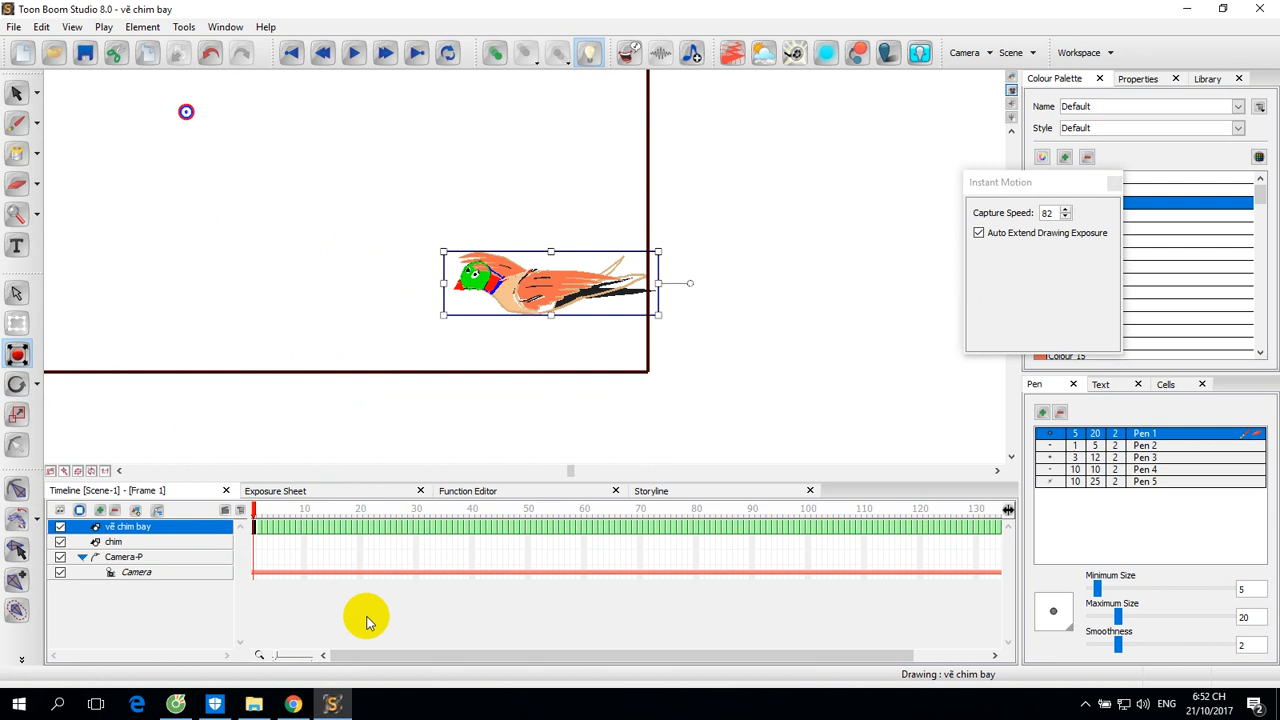 Toon Boom Studio 8.0 - vẽ chim bay
File Edit View Play Element Tools Window Help
Camera Scene Workspace
Colour Palette Properties Library
Name Default
Style Default
Instant Motion
Capture Speed: 82
Auto Extend Drawing Exposure
Colour 15
Pen Text Cells
5 20 2 Pen 1
1 5 2 Pen 2
3 12 2 Pen 3
10 10 2 Pen 4
10 25 2 Pen 5
Timeline [Scene-1] - [Frame 1] Exposure Sheet Function Editor Storyline
10 20 30 40 50 60 70 80 90 100 110 120 130
vẽ chim bay
chim
Camera-P
Camera
Minimum Size
5
Maximum Size
20
Smoothness
2
Drawing : vẽ chim bay
ENG
6:52 CH
21/10/2017
2